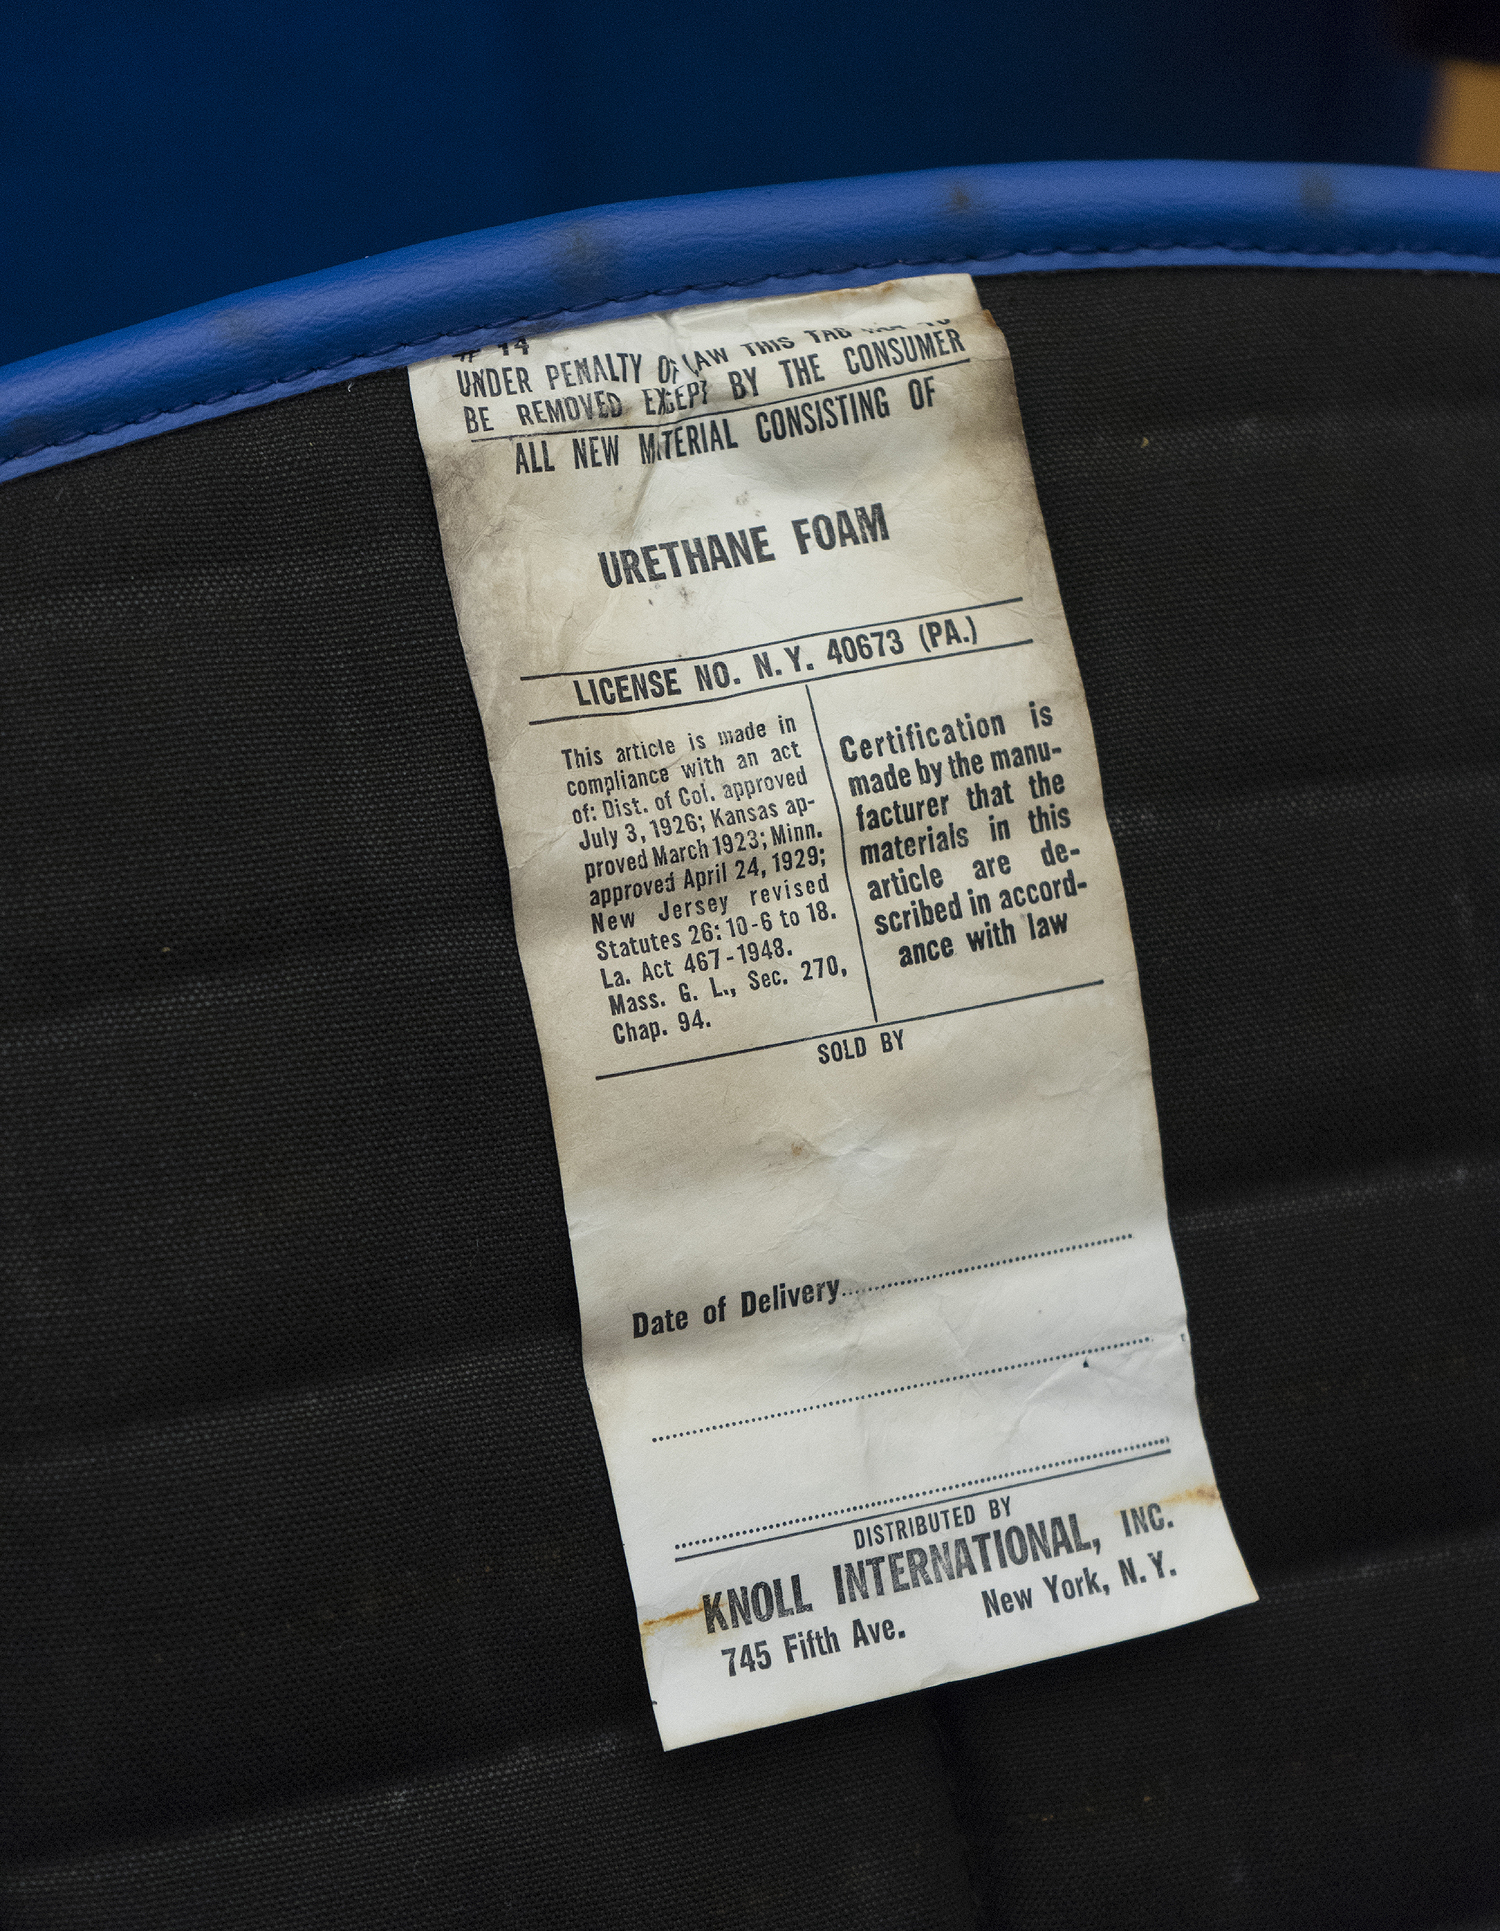 # 14
UNDER PENALTY OF LAW THIS TAG TO
BE REMOVED EXCEPT BY THE CONSUMER
ALL NEW MATERIAL CONSISTING OF
URETHANE FOAM
LICENSE NO. N.Y. 40673 (PA.)
This article is made in
compliance with an act
of: Dist. of Col. approved
July 3, 1926; Kansas ap-
proved March 1923; Minn.
approved April 24, 1929;
New Jersey revised
Statutes 26: 10-6 to 18.
La. Act 467-1948.
Mass. G. L., Sec. 270,
Chap. 94.
Certification is
made by the manu-
facturer that the
materials in this
article are de-
scribed in accord-
ance with law
SOLD BY
Date of Delivery
DISTRIBUTED BY
KNOLL INTERNATIONAL, INC.
745 Fifth Ave. New York, N.Y.